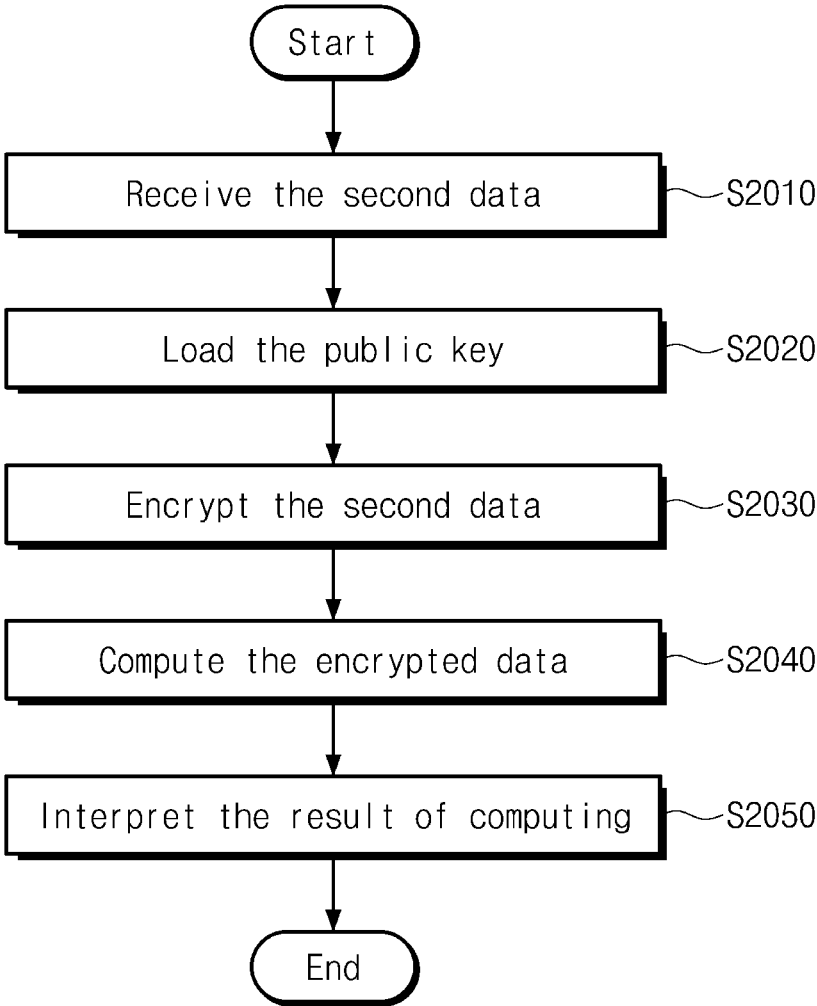 Start
Receive the second data
S2010
Load the public key
S2020
Encrypt the second data
S2030
Compute the encrypted data
S2040
Interpret the result of computing
S2050
End